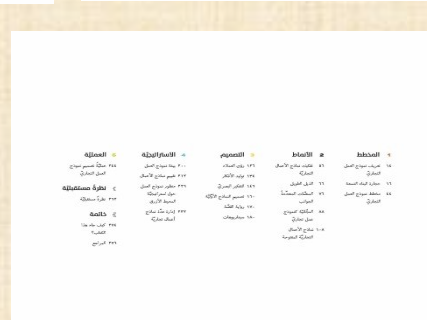 المخطط
١٤ تعريف نموذج العمل
التجاري
١٦ حجارة البناء التسعة
٤٤ مخطط نموذج العمل
التجاري
الأنماط
٥٦ تفكيك نماذج الأعمال
التجارية
٦٦ الذيل الطويل
٧٦ المنصات المتعددة
الجوانب
٨٨ المجانية كنموذج
عمل تجاري
١٠٨ نماذج الأعمال
التجارية المفتوحة
التصميم
١٢٦ رؤى العملاء
١٣٤ توليد الأفكار
١٤٦ التفكير البصري
١٦٠ تصميم النماذج الأولية
١٧٠ رواية القصة
١٨٠ سيناريوهات
الاستراتيجية
٢٠٠ بيئة نموذج العمل
٢١٢ تقييم نماذج الأعمال
٢٢٦ منظور نموذج العمل
حول استراتيجية
المحيط الأزرق
٢٣٢ إدارة عدة نماذج
أعمال تجارية
العملية
٢٤٤ عملية تصميم نموذج
العمل التجاري
نظرة مستقبلية
٢٦٢ نظرة مستقبلية
خاتمة
٢٧٤ كيف جاء هذا
الكتاب؟
٢٧٦ المراجع